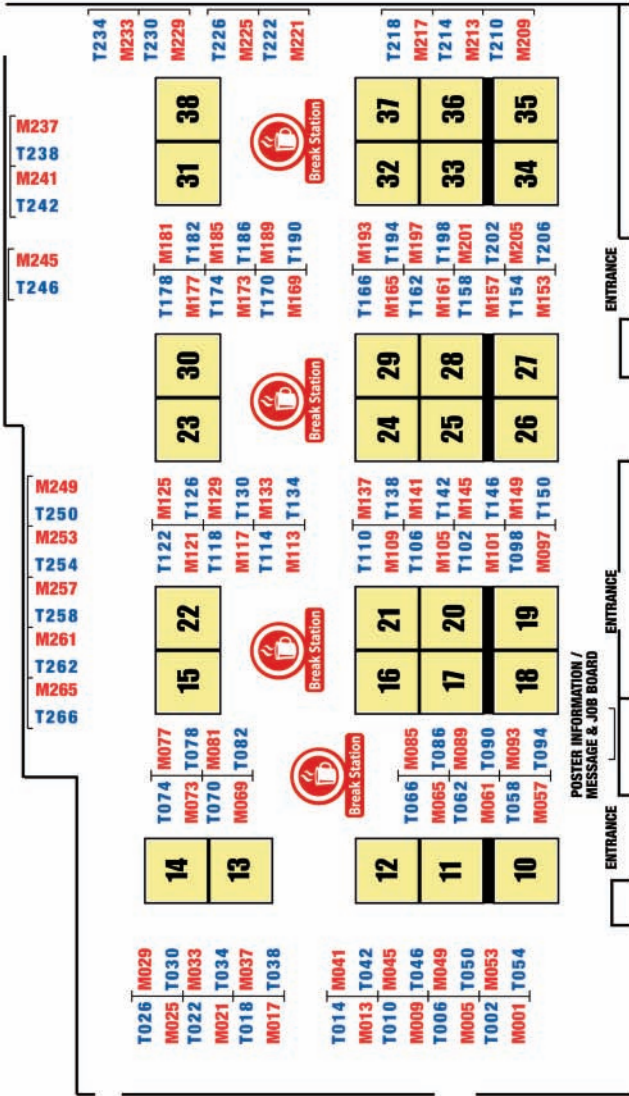 T234
M233
T230
M229
T226
M225
T222
M221
T218
M217
T214
M213
T210
M209
M237
T238
M241
T242
M245
T246
38
31
Break Station
37
32
36
33
35
34
T178 M181
M177 T182
T174 M185
M173 T186
T170 M189
M169 T190
T166 M193
M165 T194
T162 M197
M161 T198
T158 M201
M157 T202
T154 M205
M153 T206
ENTRANCE
30
23
Break Station
29
24
28
25
27
26
M249
T250
M253
T254
M257
T258
M261
T262
M265
T266
T122 M125
M121 T126
T118 M129
M117 T130
T114 M133
M113 T134
T110 M137
M109 T138
T106 M141
M105 T142
T102 M145
M101 T146
T098 M149
M097 T150
ENTRANCE
22
15
Break Station
21
16
20
17
19
18
POSTER INFORMATION /
MESSAGE & JOB BOARD
T074 M077
M073 T078
T070 M081
M069 T082
Break Station
T066 M085
M065 T086
T062 M089
M061 T090
T058 M093
M057 T094
ENTRANCE
14
13
12
11
10
T026 M029
M025 T030
T022 M033
M021 T034
T018 M037
M017 T038
T014 M041
M013 T042
T010 M045
M009 T046
T006 M049
M005 T050
T002 M053
M001 T054